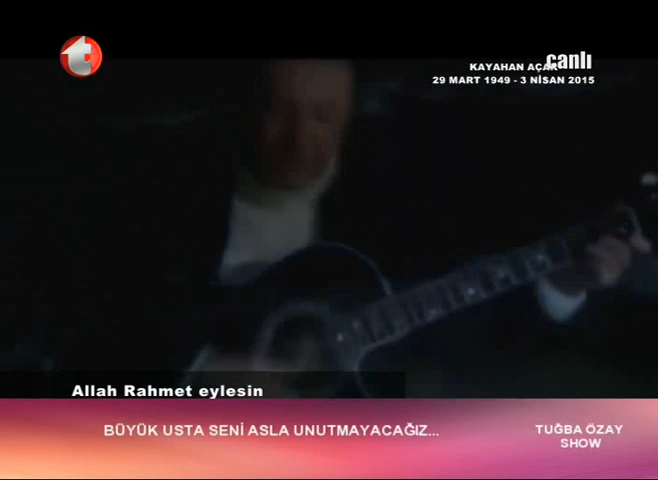 canlı
KAYAHAN AÇAR
29 MART 1949 - 3 NİSAN 2015
Allah Rahmet eylesin
BÜYÜK USTA SENİ ASLA UNUTMAYACAĞIZ...
TUĞBA ÖZAY
SHOW